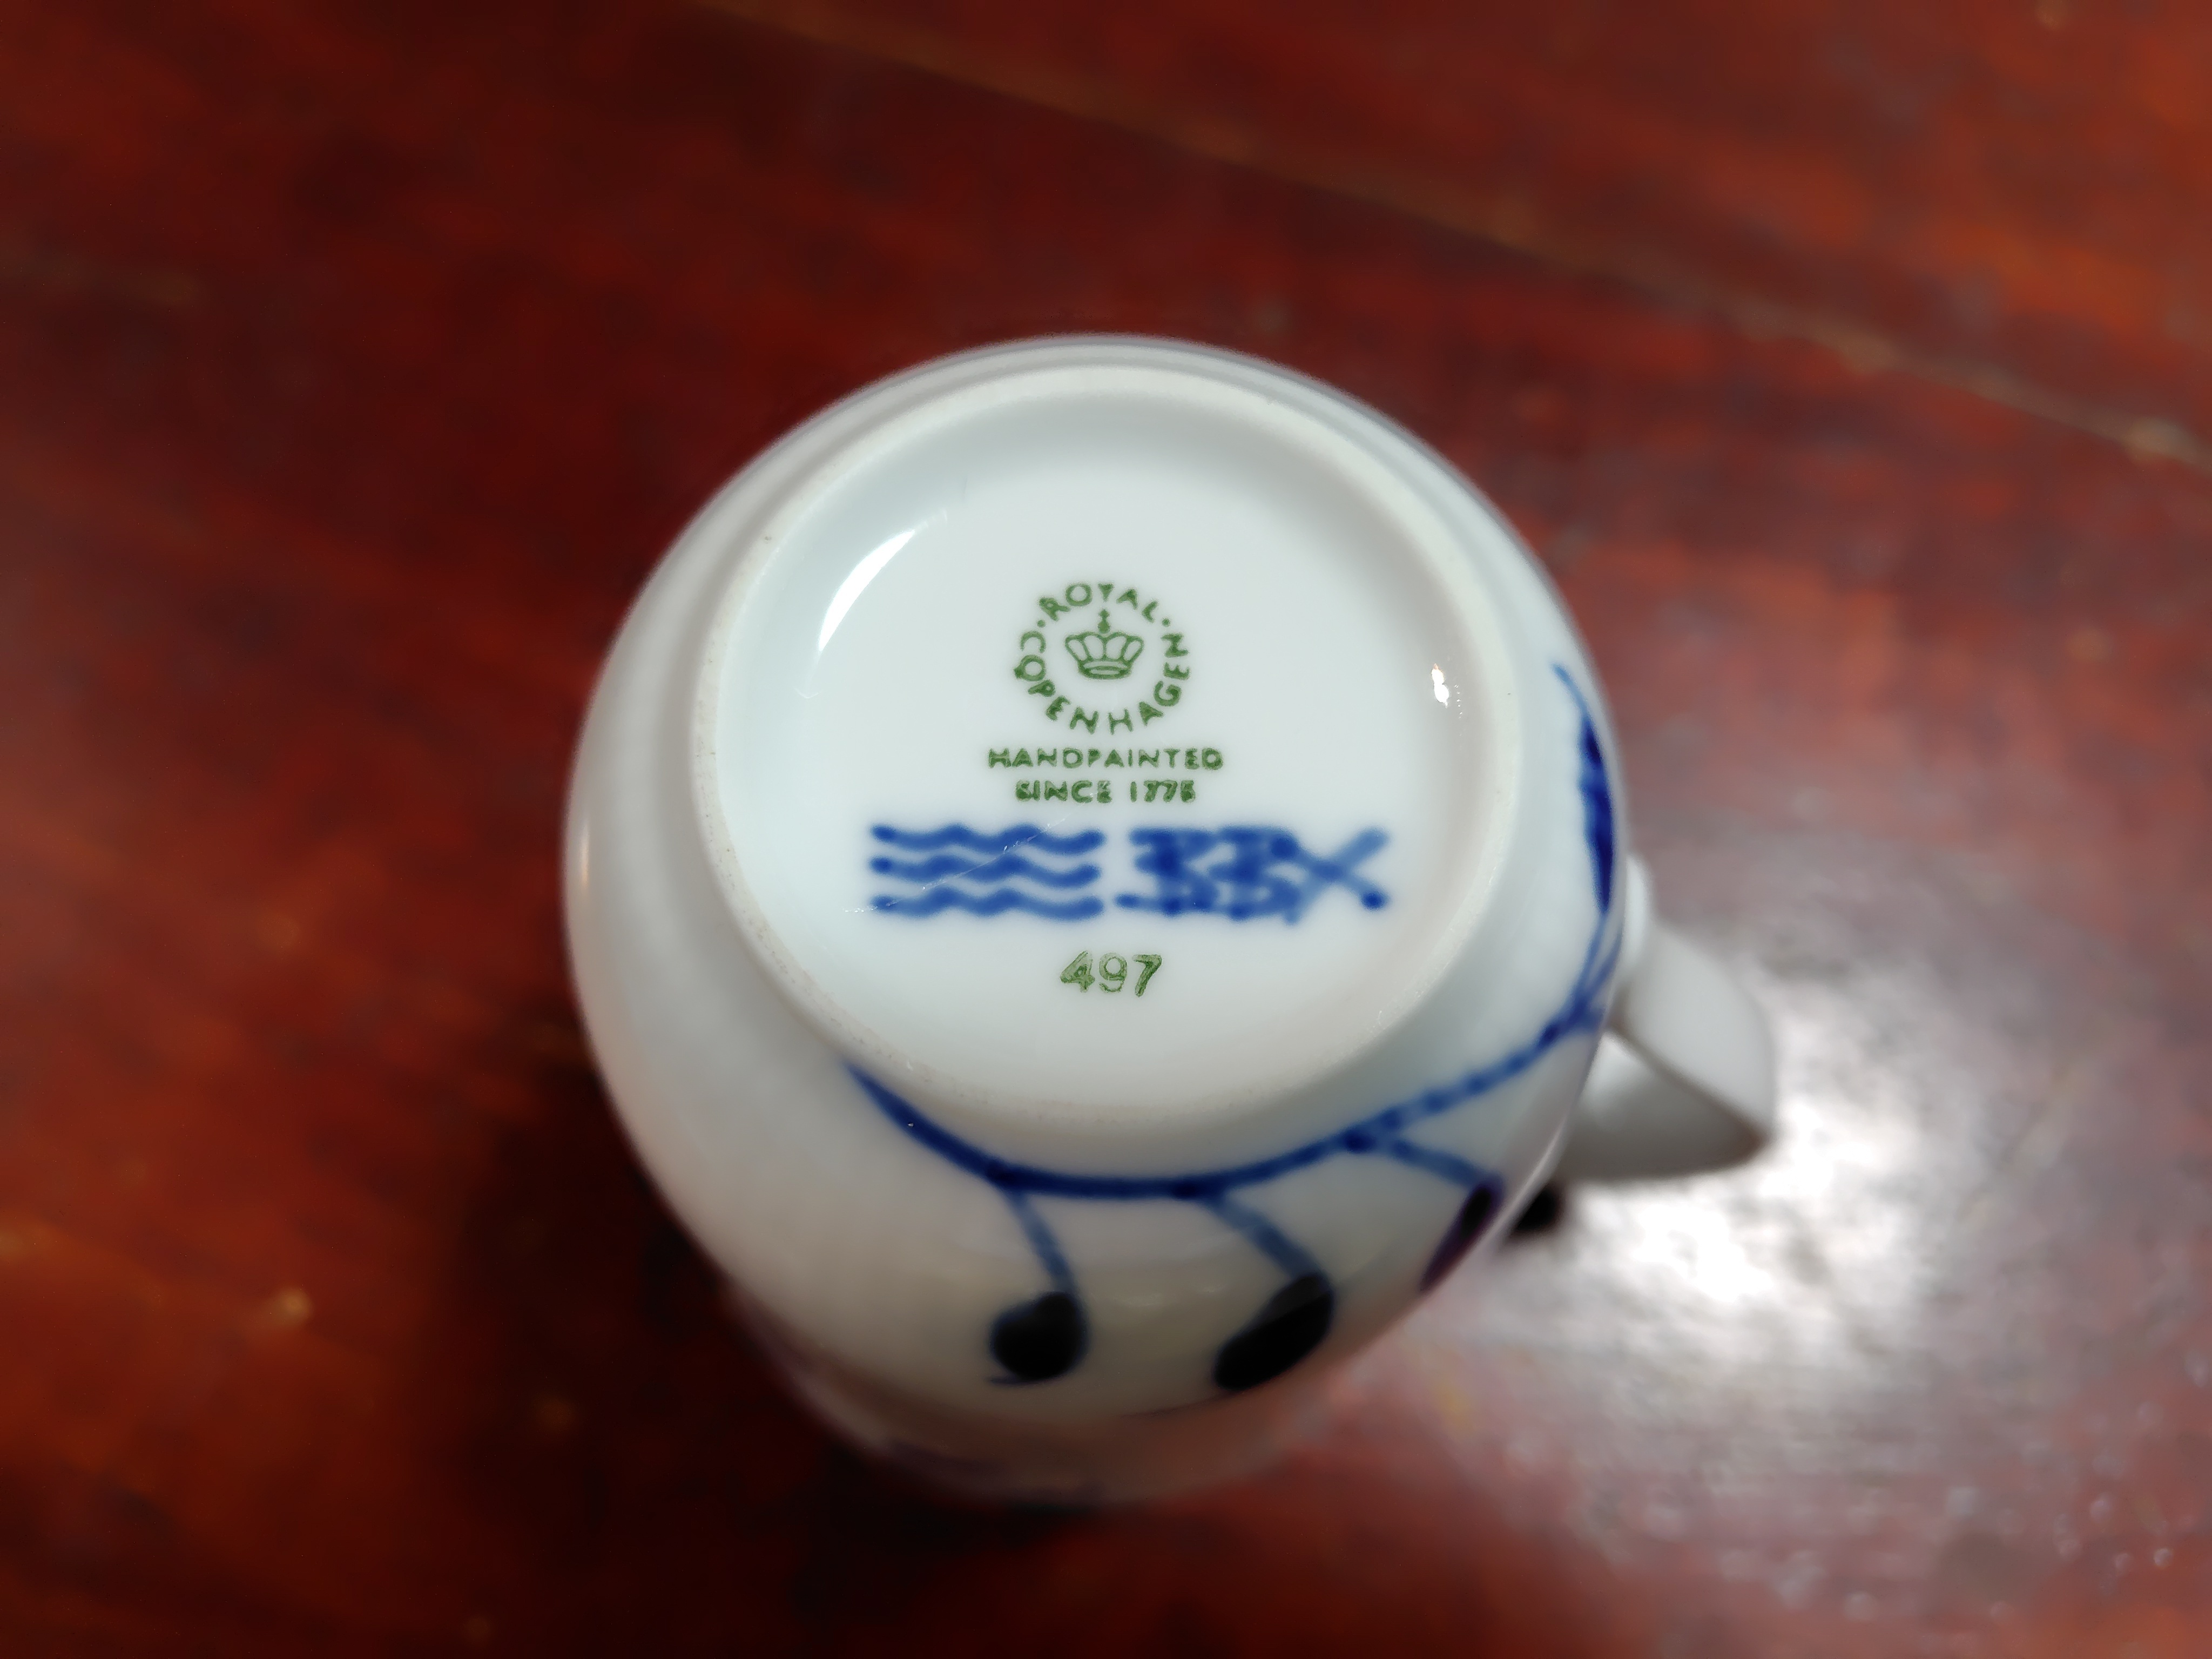 ROYAL
COPENHAGEN
HANDPAINTED
SINCE 1775
497